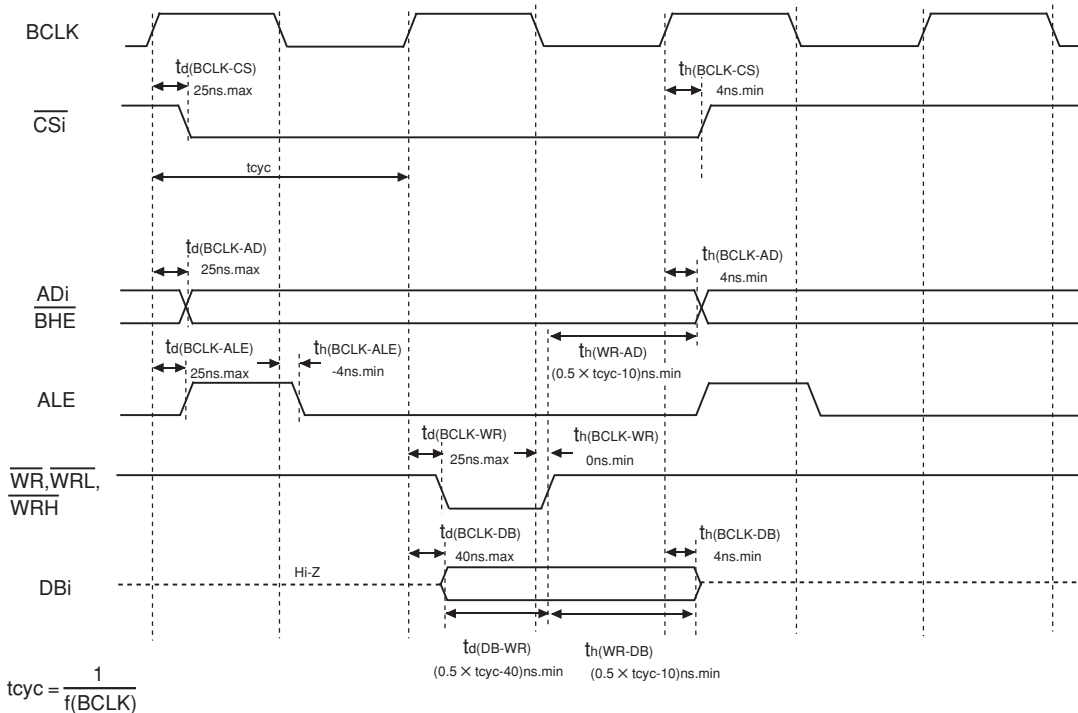 BCLK
td(BCLK-CS)
25ns.max
th(BCLK-CS)
4ns.min
CSi
tcyc
td(BCLK-AD)
25ns.max
th(BCLK-AD)
4ns.min
ADi
BHE
td(BCLK-ALE)
25ns.max
th(BCLK-ALE)
-4ns.min
th(WR-AD)
(0.5 × tcyc-10)ns.min
ALE
td(BCLK-WR)
25ns.max
th(BCLK-WR)
0ns.min
WR,WRL,
WRH
td(BCLK-DB)
40ns.max
th(BCLK-DB)
4ns.min
Hi-Z
DBi
td(DB-WR)
(0.5 × tcyc-40)ns.min
th(WR-DB)
(0.5 × tcyc-10)ns.min
tcyc = 1
f(BCLK)